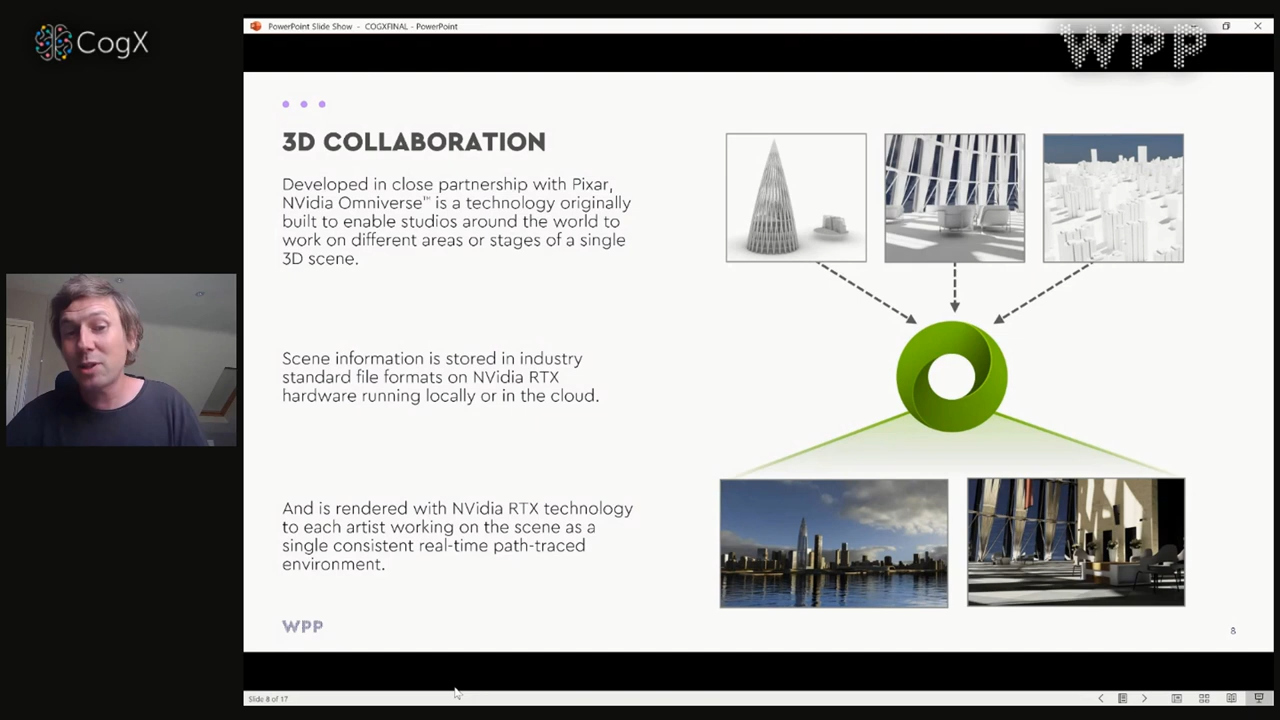 CogX
PowerPoint Slide Show - COGXFINAL - PowerPoint
WPP
3D COLLABORATION
Developed in close partnership with Pixar,
NVidia Omniverse™ is a technology originally
built to enable studios around the world to
work on different areas or stages of a single
3D scene.
Scene information is stored in industry
standard file formats on NVidia RTX
hardware running locally or in the cloud.
And is rendered with NVidia RTX technology
to each artist working on the scene as a
single consistent real-time path-traced
environment.
WPP
8
Slide 8 of 17